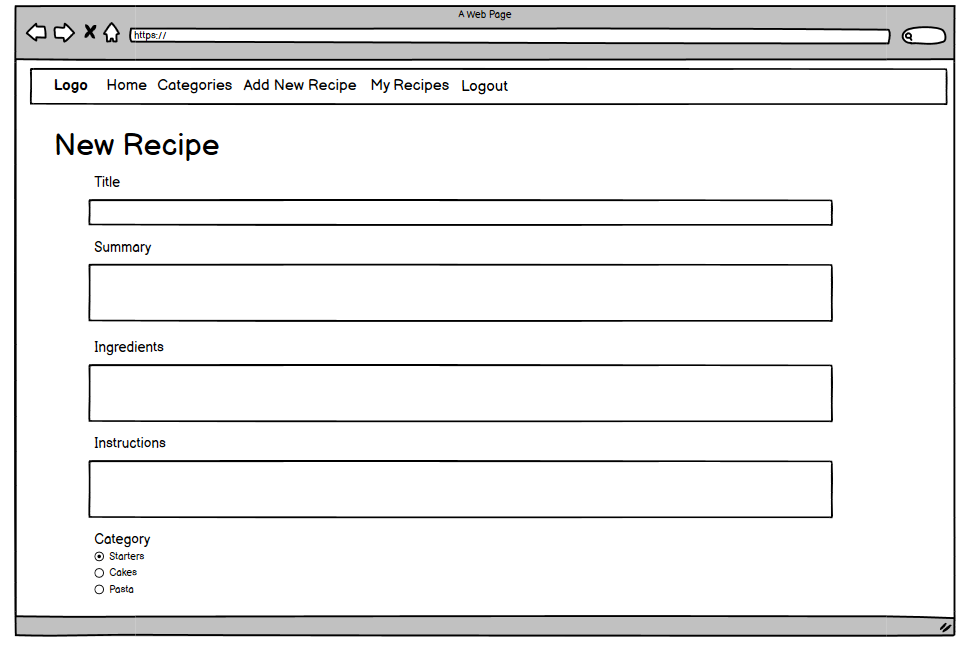 A Web Page
https://
Logo Home Categories Add New Recipe My Recipes Logout
New Recipe
Title
Summary
Ingredients
Instructions
Category
Starters
Cakes
Pasta